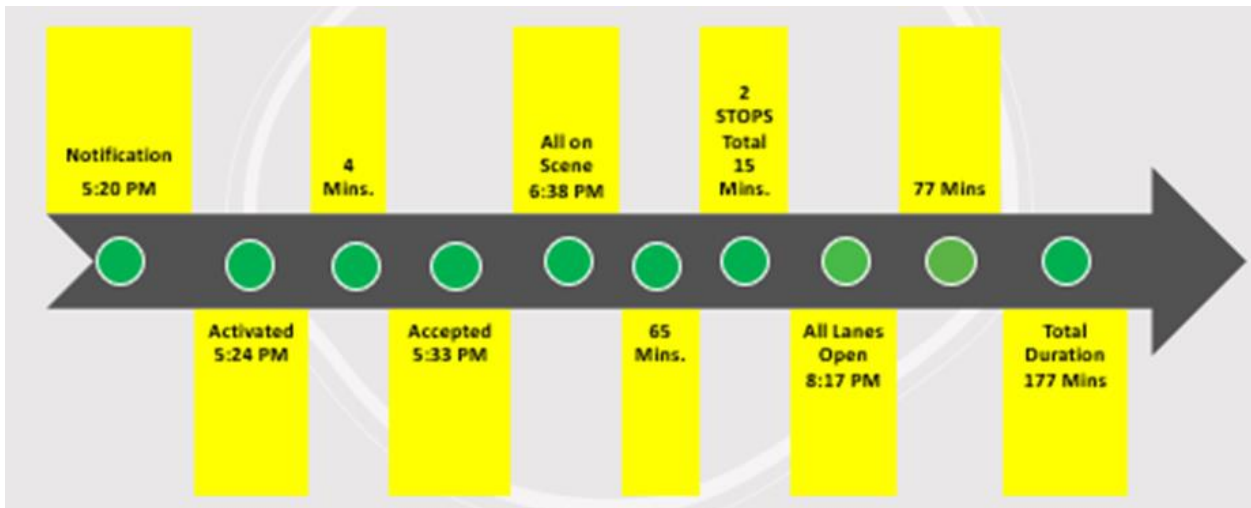 Notification
5:20 PM
Activated
5:24 PM
4
Mins.
Accepted
5:33 PM
All on
Scene
6:38 PM
65
Mins.
2
STOPS
Total
15
Mins.
All Lanes
Open
8:17 PM
77 Mins
Total
Duration
177 Mins